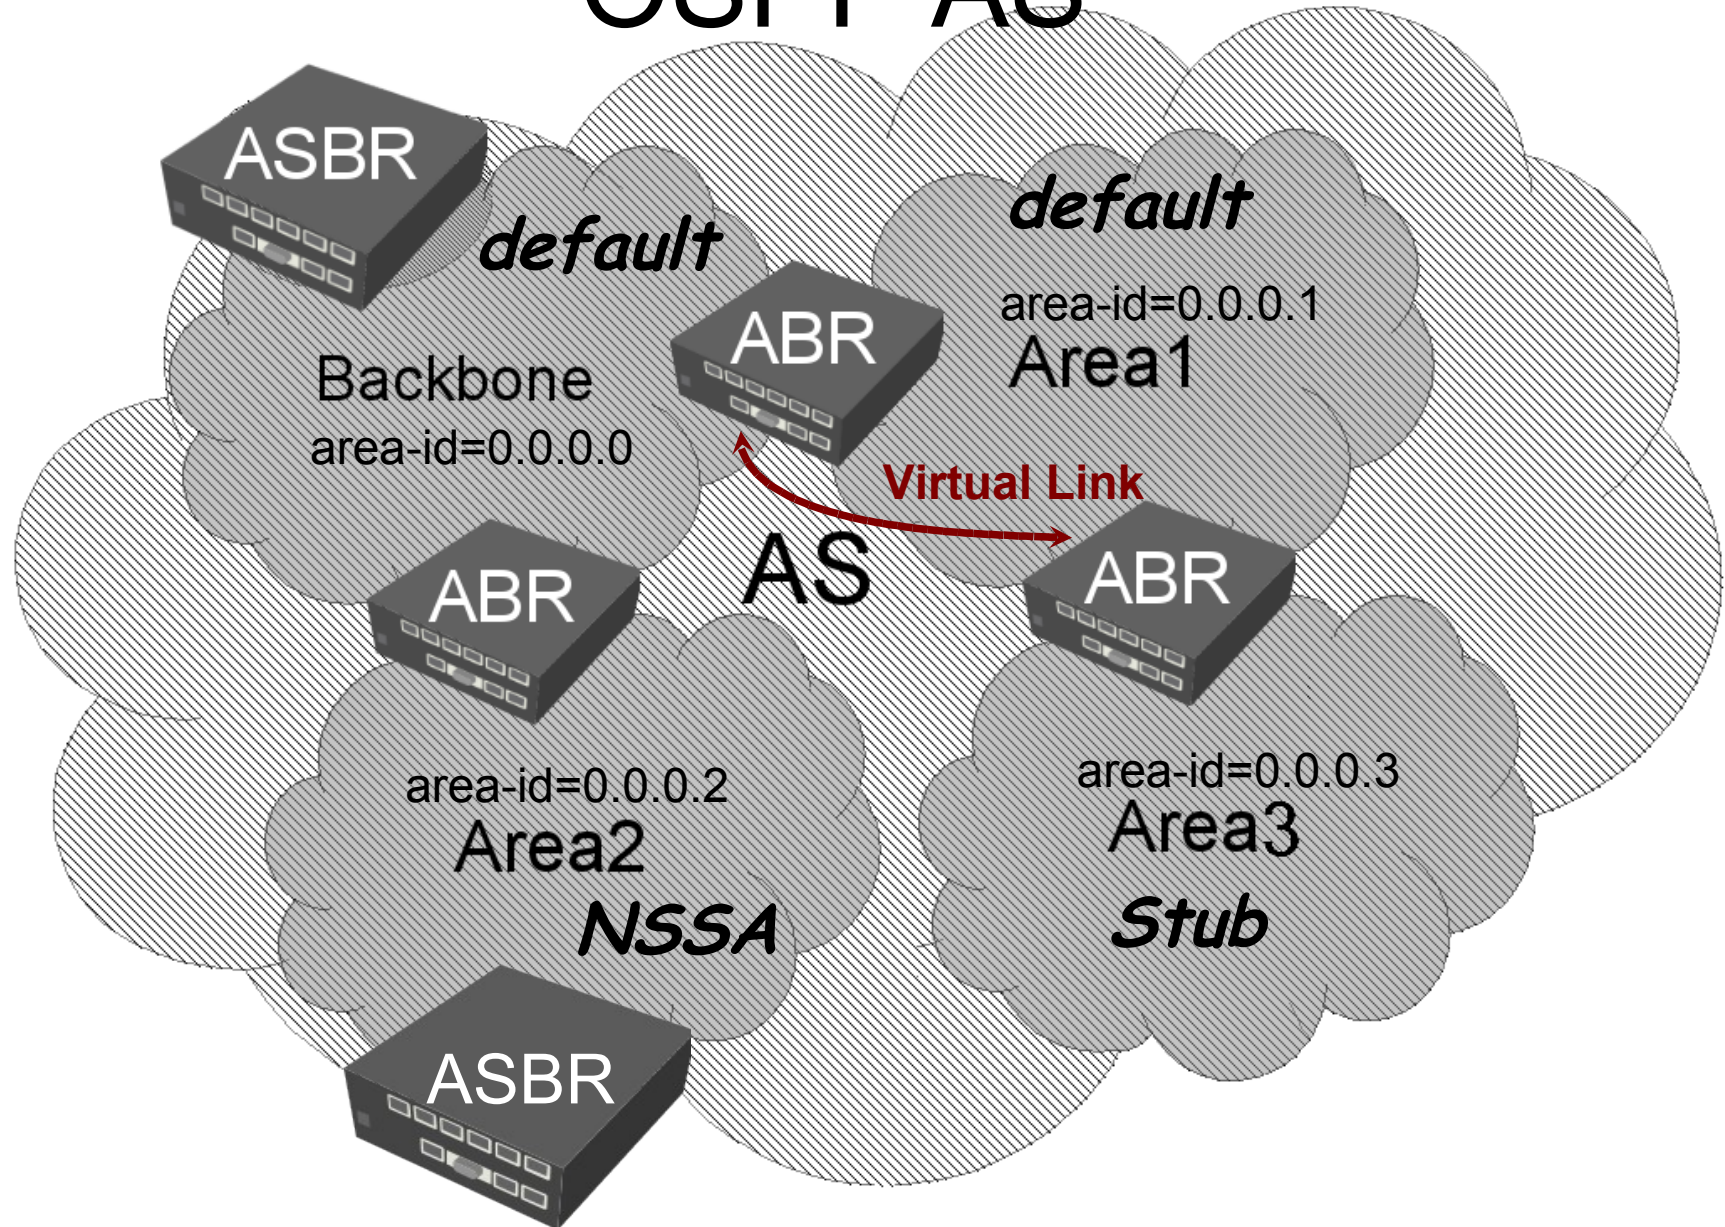 OSPF AS
ASBR
default
default
area-id=0.0.0.1
ABR
Area1
Backbone
area-id=0.0.0.0
Virtual Link
AS
ABR
ABR
area-id=0.0.0.2
Area2
NSSA
area-id=0.0.0.3
Area3
Stub
ASBR